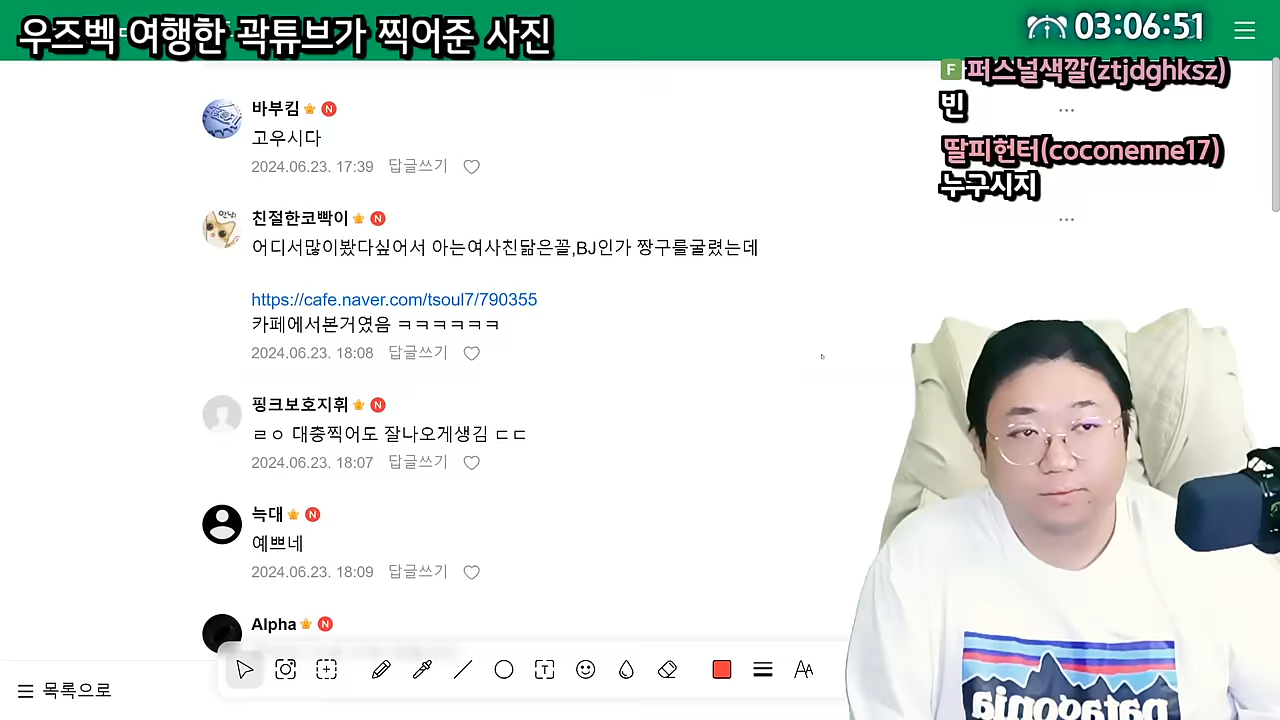 우즈벡 여행한 곽튜브가 찍어준 사진
03:06:51
F 퍼스널색깔(ztjdghksz)
빈
딸피헌터(coconenne17)
누구시지
바부킴 N
고우시다
2024.06.23. 17:39 답글쓰기
안냥
친절한코빡이 N
어디서많이봤다싶어서 아는여사친닮은꼴,BJ인가 짱구를굴렸는데
https://cafe.naver.com/tsoul7/790355
카페에서본거였음 ㅋㅋㅋㅋㅋㅋ
2024.06.23. 18:08 답글쓰기
핑크보호지휘 N
ㄹㅇ 대충찍어도 잘나오게생김 ㄷㄷ
2024.06.23. 18:07 답글쓰기
늑대 N
예쁘네
2024.06.23. 18:09 답글쓰기
Alpha N
목록으로
patagonia